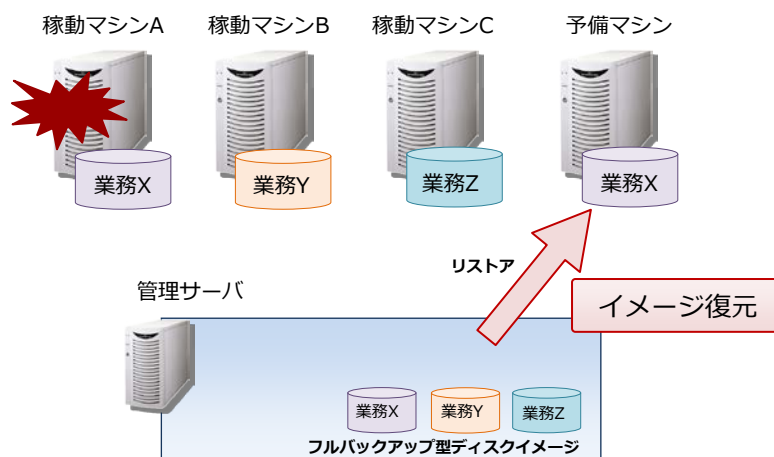 稼動マシンA
稼動マシンB
稼動マシンC
予備マシン
業務X
業務Y
業務Z
業務X
リストア
イメージ復元
管理サーバ
業務X
業務Y
業務Z
フルバックアップ型ディスクイメージ